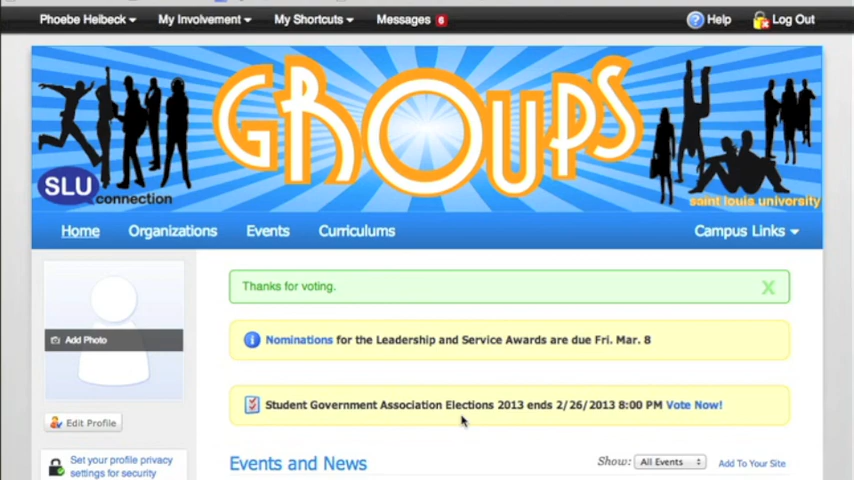 Phoebe Heibeck My Involvement My Shortcuts Messages 6 Help Log Out
GROUPS
SLU connection
saint louis university
Home Organizations Events Curriculums Campus Links
Thanks for voting. X
Add Photo
Nominations for the Leadership and Service Awards are due Fri. Mar. 8
Student Government Association Elections 2013 ends 2/26/2013 8:00 PM Vote Now!
Edit Profile
Set your profile privacy
settings for security
Events and News Show: All Events Add To Your Site